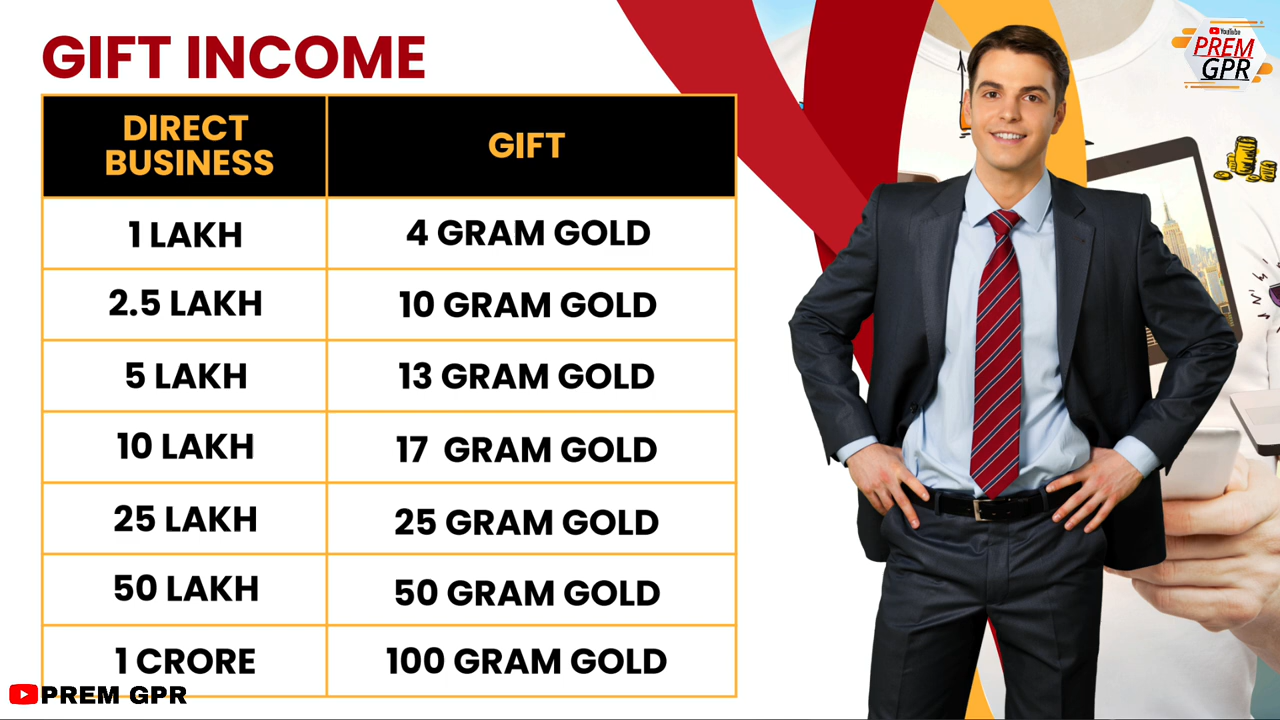 GIFT INCOME
YouTube
PREM
GPR
DIRECT
BUSINESS
GIFT
1 LAKH
4 GRAM GOLD
2.5 LAKH
10 GRAM GOLD
5 LAKH
13 GRAM GOLD
10 LAKH
17 GRAM GOLD
25 LAKH
25 GRAM GOLD
50 LAKH
50 GRAM GOLD
1 CRORE
100 GRAM GOLD
PREM GPR